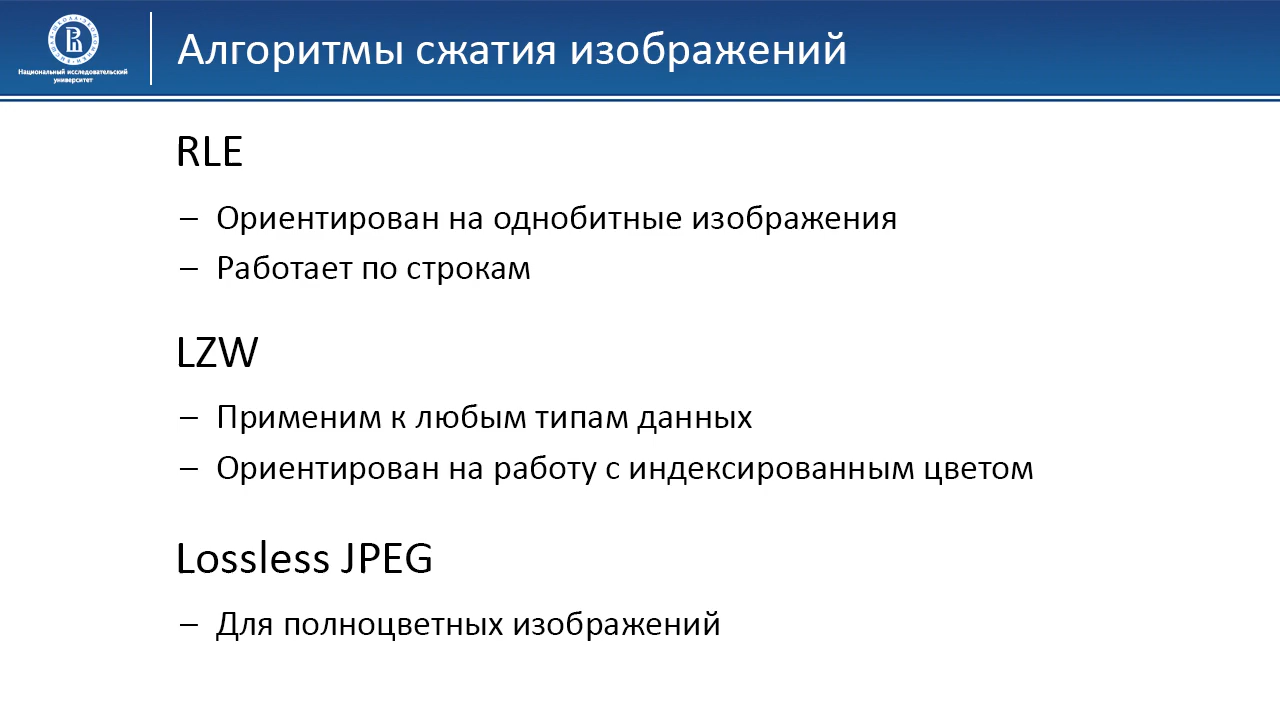 Национальный исследовательский
университет
Алгоритмы сжатия изображений
RLE
– Ориентирован на однобитные изображения
– Работает по строкам
LZW
– Применим к любым типам данных
– Ориентирован на работу с индексированным цветом
Lossless JPEG
– Для полноцветных изображений